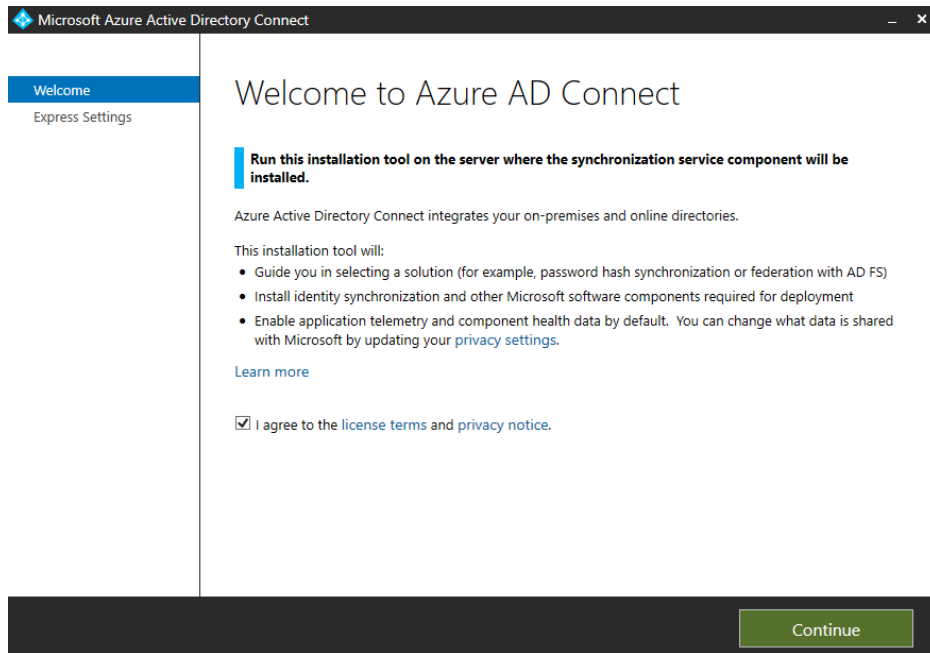 Microsoft Azure Active Directory Connect
Welcome
Express Settings
Welcome to Azure AD Connect
Run this installation tool on the server where the synchronization service component will be
installed.
Azure Active Directory Connect integrates your on-premises and online directories.
This installation tool will:
• Guide you in selecting a solution (for example, password hash synchronization or federation with AD FS)
• Install identity synchronization and other Microsoft software components required for deployment
• Enable application telemetry and component health data by default. You can change what data is shared
with Microsoft by updating your privacy settings.
Learn more
I agree to the license terms and privacy notice.
Continue